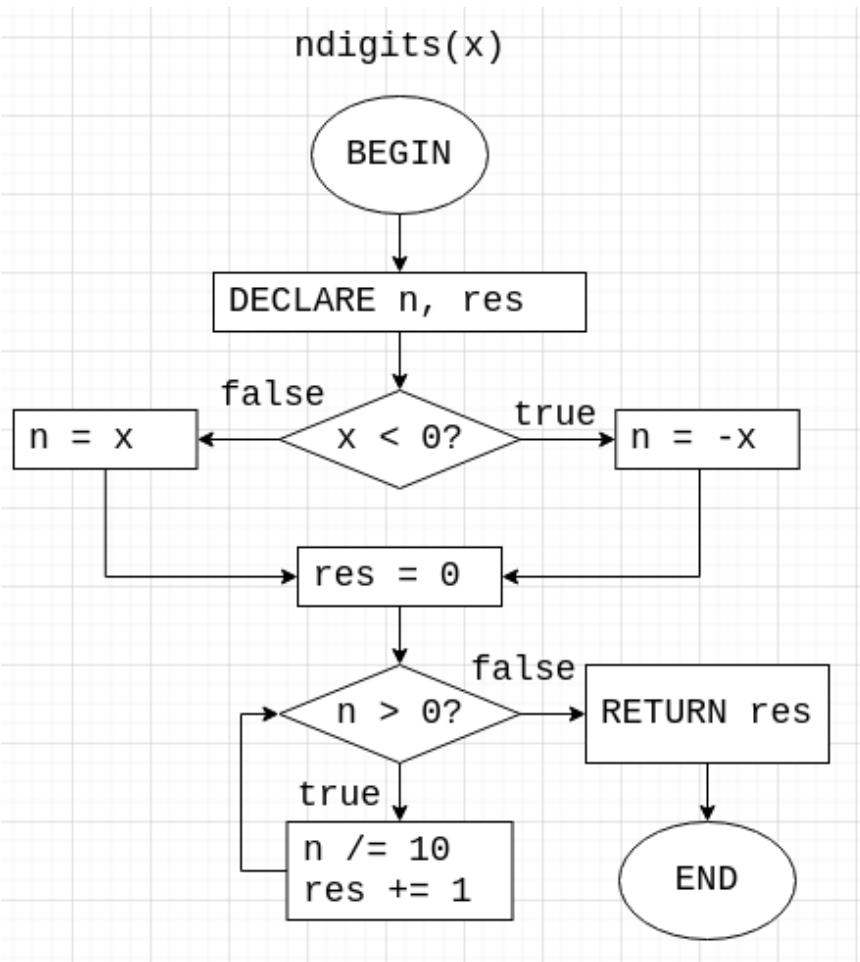 ndigits(x)
BEGIN
DECLARE n, res
false
true
n = x
x < 0?
n = -x
res = 0
false
n > 0?
RETURN res
true
n /= 10
res += 1
END